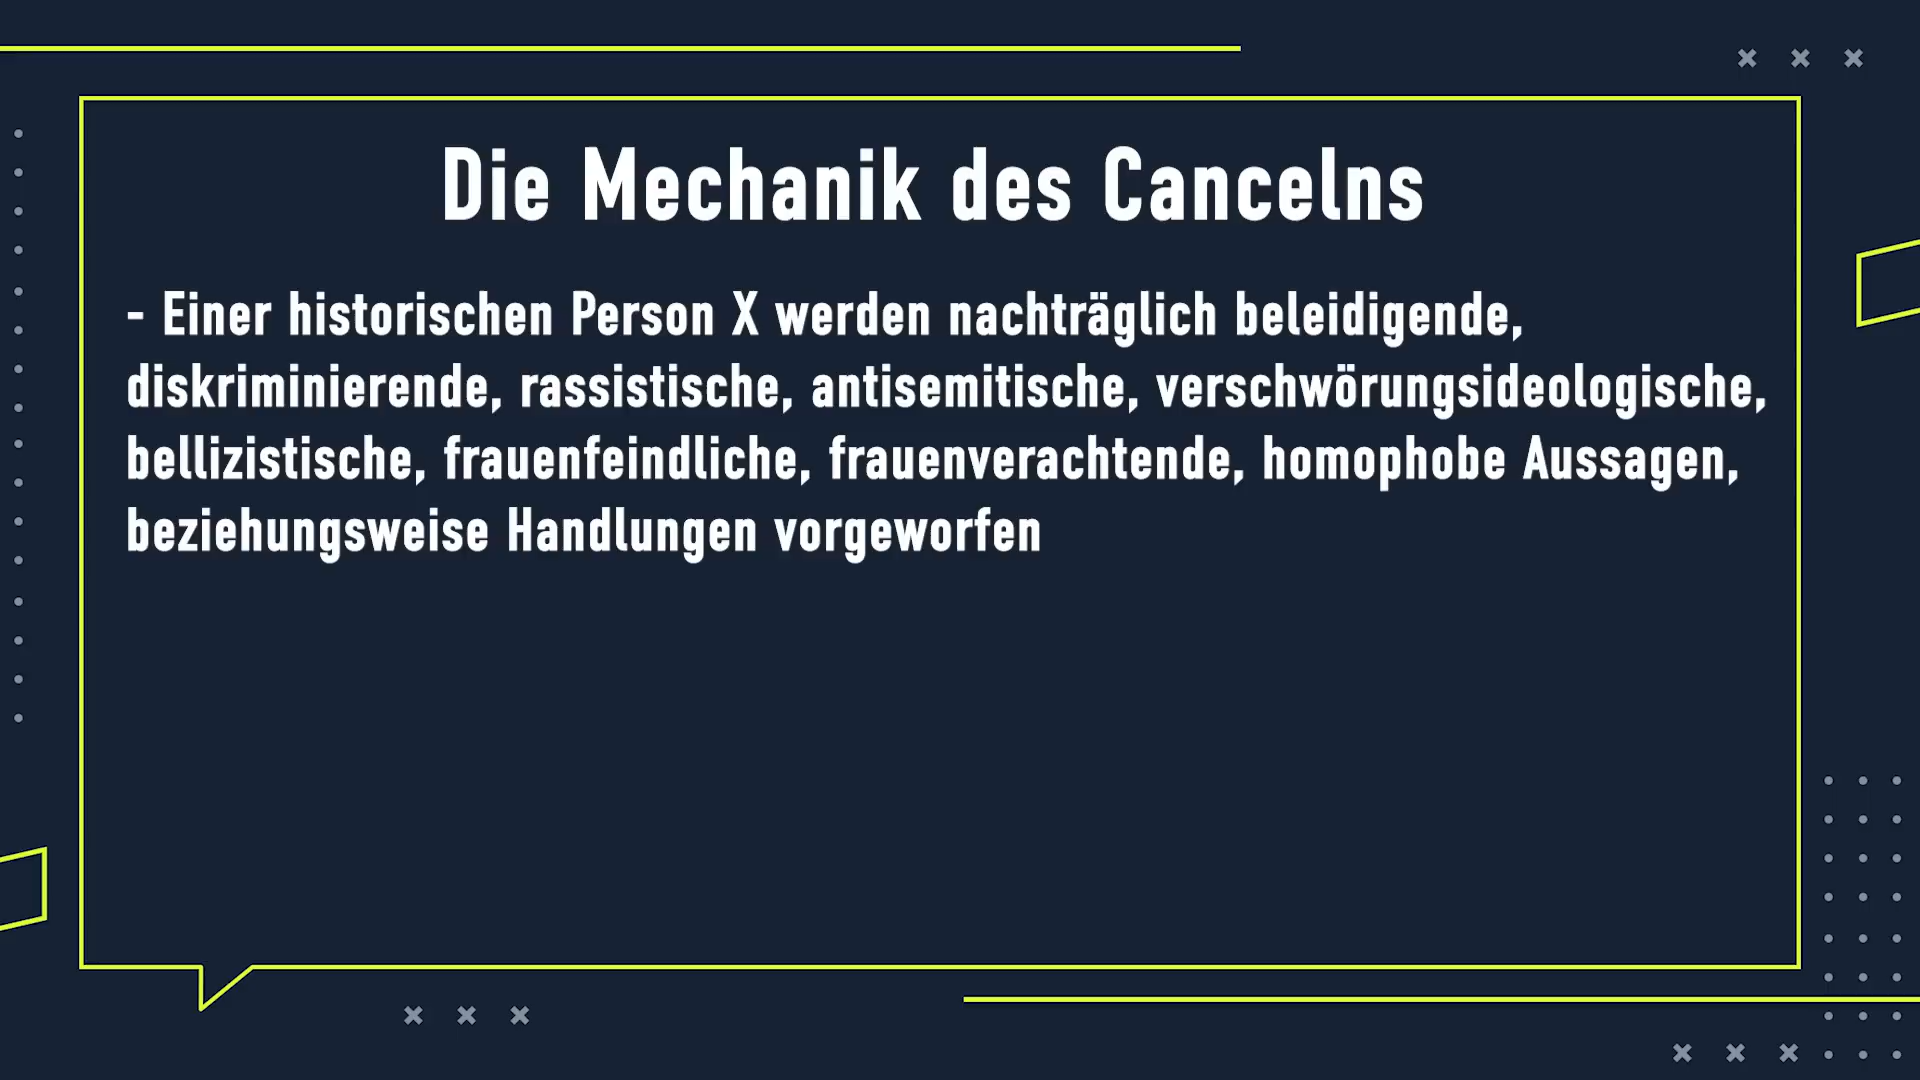 Die Mechanik des Cancelns
- Einer historischen Person X werden nachträglich beleidigende,
diskriminierende, rassistische, antisemitische, verschwörungsideologische,
bellizistische, frauenfeindliche, frauenverachtende, homophobe Aussagen,
beziehungsweise Handlungen vorgeworfen